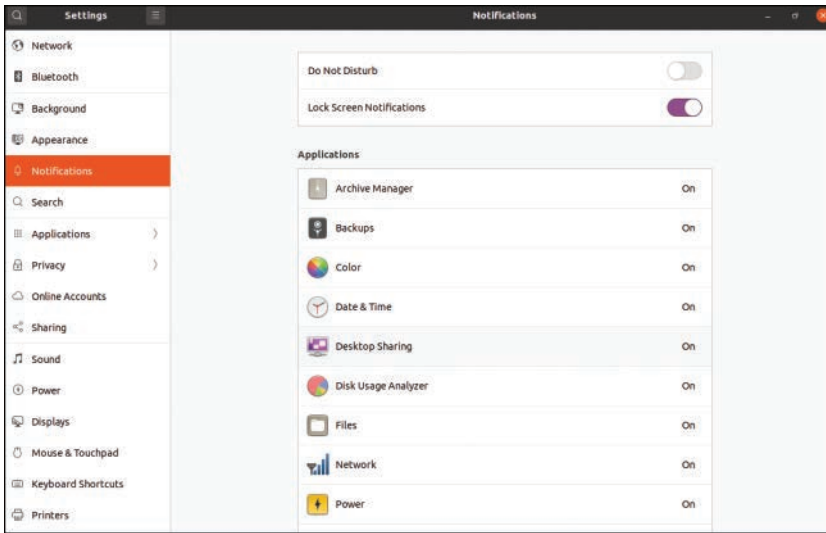 Settings
Notifications
Network
Bluetooth
Background
Appearance
Notifications
Search
Applications
Privacy
Online Accounts
Sharing
Sound
Power
Displays
Mouse & Touchpad
Keyboard Shortcuts
Printers
Do Not Disturb
Lock Screen Notifications
Applications
Archive Manager On
Backups On
Color On
Date & Time On
Desktop Sharing On
Disk Usage Analyzer On
Files On
Network On
Power On